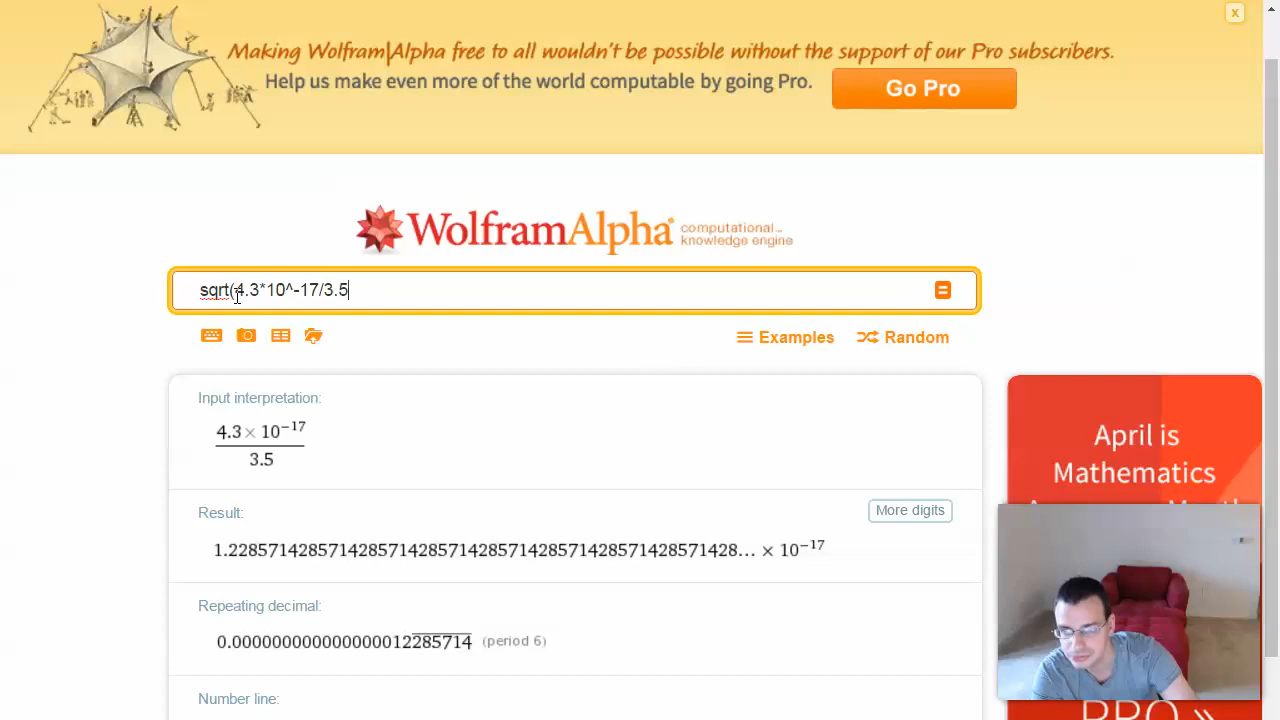 x
Making Wolfram|Alpha free to all wouldn't be possible without the support of our Pro subscribers.
Help us make even more of the world computable by going Pro.
Go Pro
WolframAlpha
computational...
knowledge engine
sqrt(4.3*10^-17/3.5
Examples
Random
Input interpretation:
4.3 × 10⁻¹⁷
3.5
Result:
More digits
1.228571428571428571428571428571428571428571428571428... × 10⁻¹⁷
Repeating decimal:
0.000000000000000012285714 (period 6)
Number line:
April is
Mathematics
PRO »